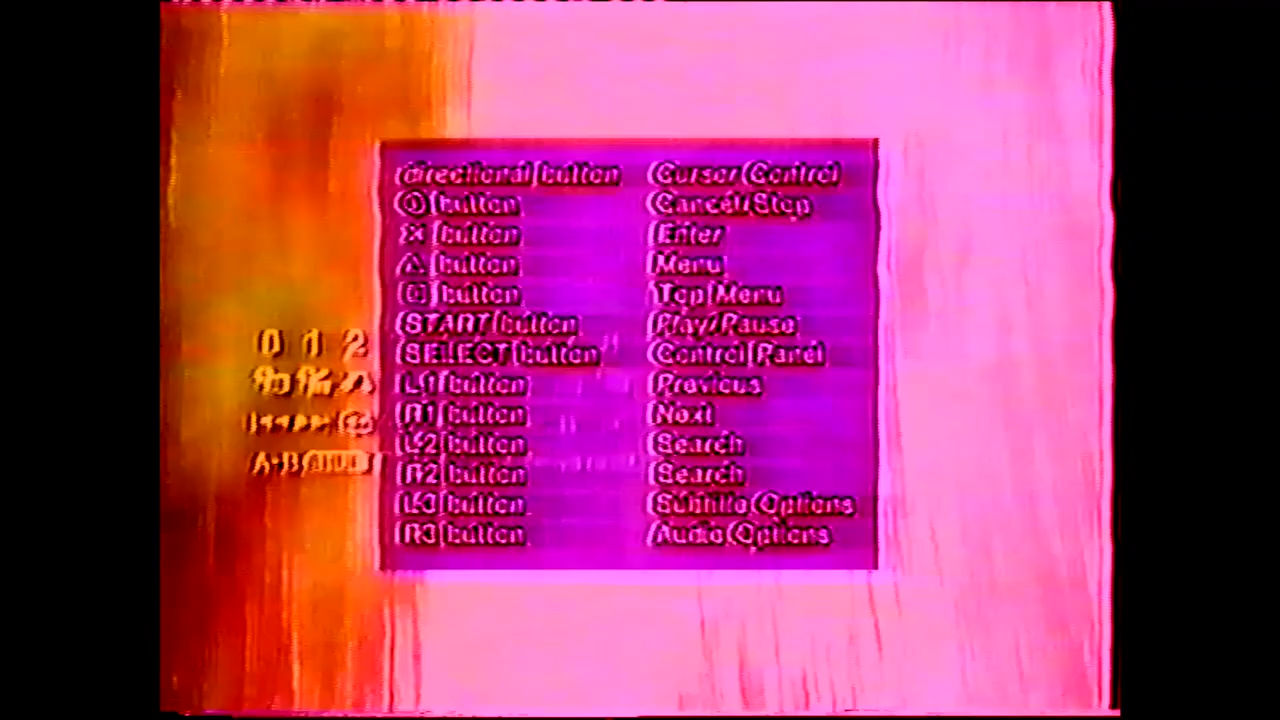 directional button Cursor Control
◎ button Cancel/Stop
✕ button Enter
△ button Menu
□ button Top Menu
START button Play/Pause
SELECT button Control Panel
0 1 2
L1 button Previous
R1 button Next
L2 button Search
A-B
R2 button Search
L3 button Subtitle Options
R3 button Audio Options